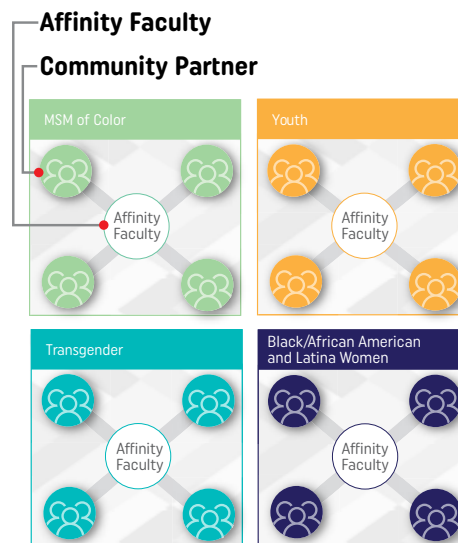 Affinity Faculty
Community Partner
MSM of Color
Affinity
Faculty
Youth
Affinity
Faculty
Transgender
Affinity
Faculty
Black/African American
and Latina Women
Affinity
Faculty